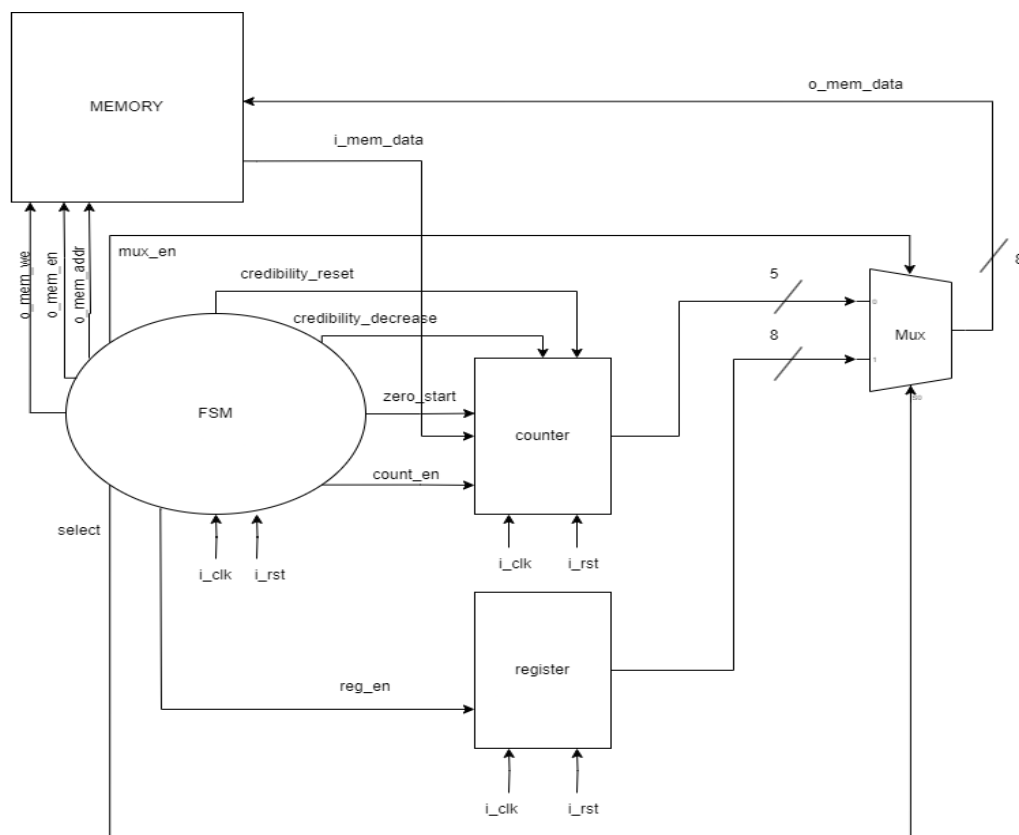 o_mem_data
MEMORY
i_mem_data
o_mem_we
o_mem_en
o_mem_addr
mux_en
8
credibility_reset
5
credibility_decrease
8
Mux
0
1
S0
zero_start
FSM
counter
count_en
select
i_clk
i_rst
i_clk
i_rst
register
reg_en
i_clk
i_rst